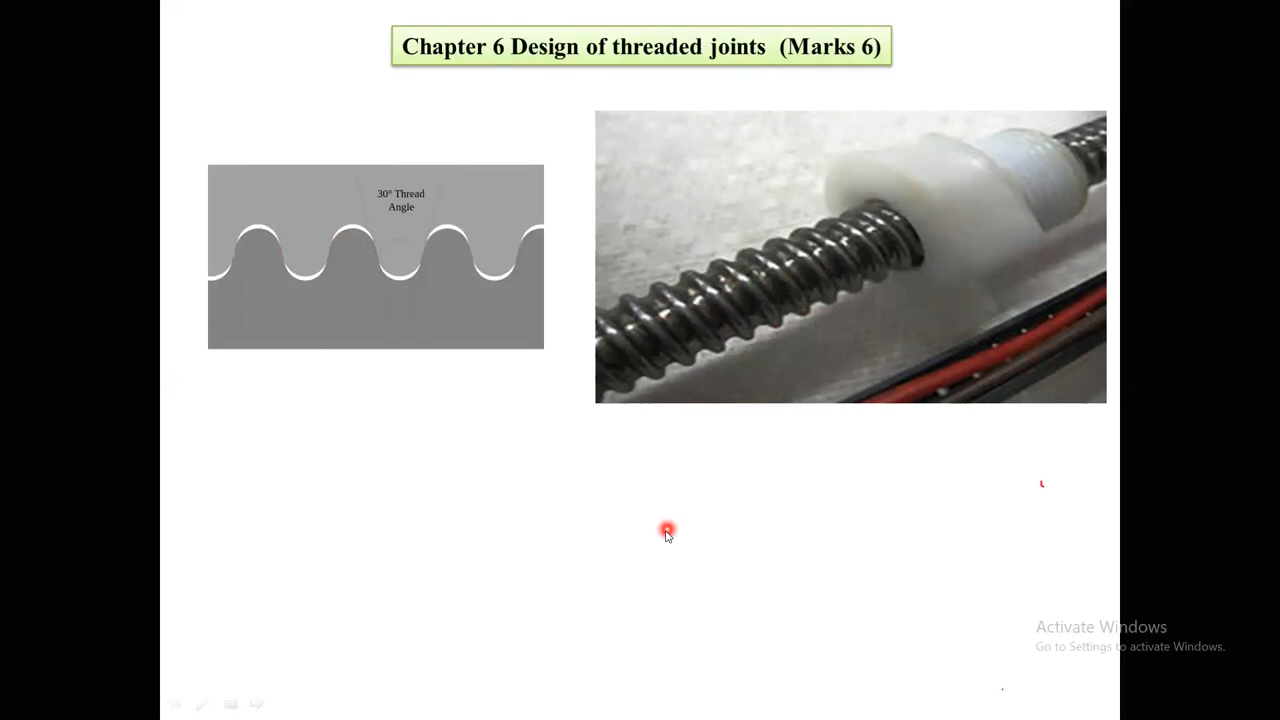 Chapter 6 Design of threaded joints (Marks 6)
30° Thread
Angle
Activate Windows
Go to Settings to activate Windows.